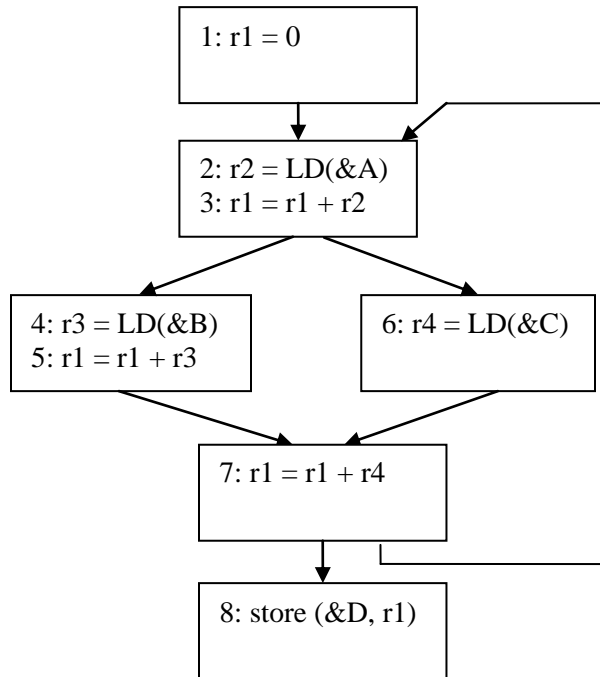 1: r1 = 0
2: r2 = LD(&A)
3: r1 = r1 + r2
4: r3 = LD(&B)
5: r1 = r1 + r3
6: r4 = LD(&C)
7: r1 = r1 + r4
8: store (&D, r1)